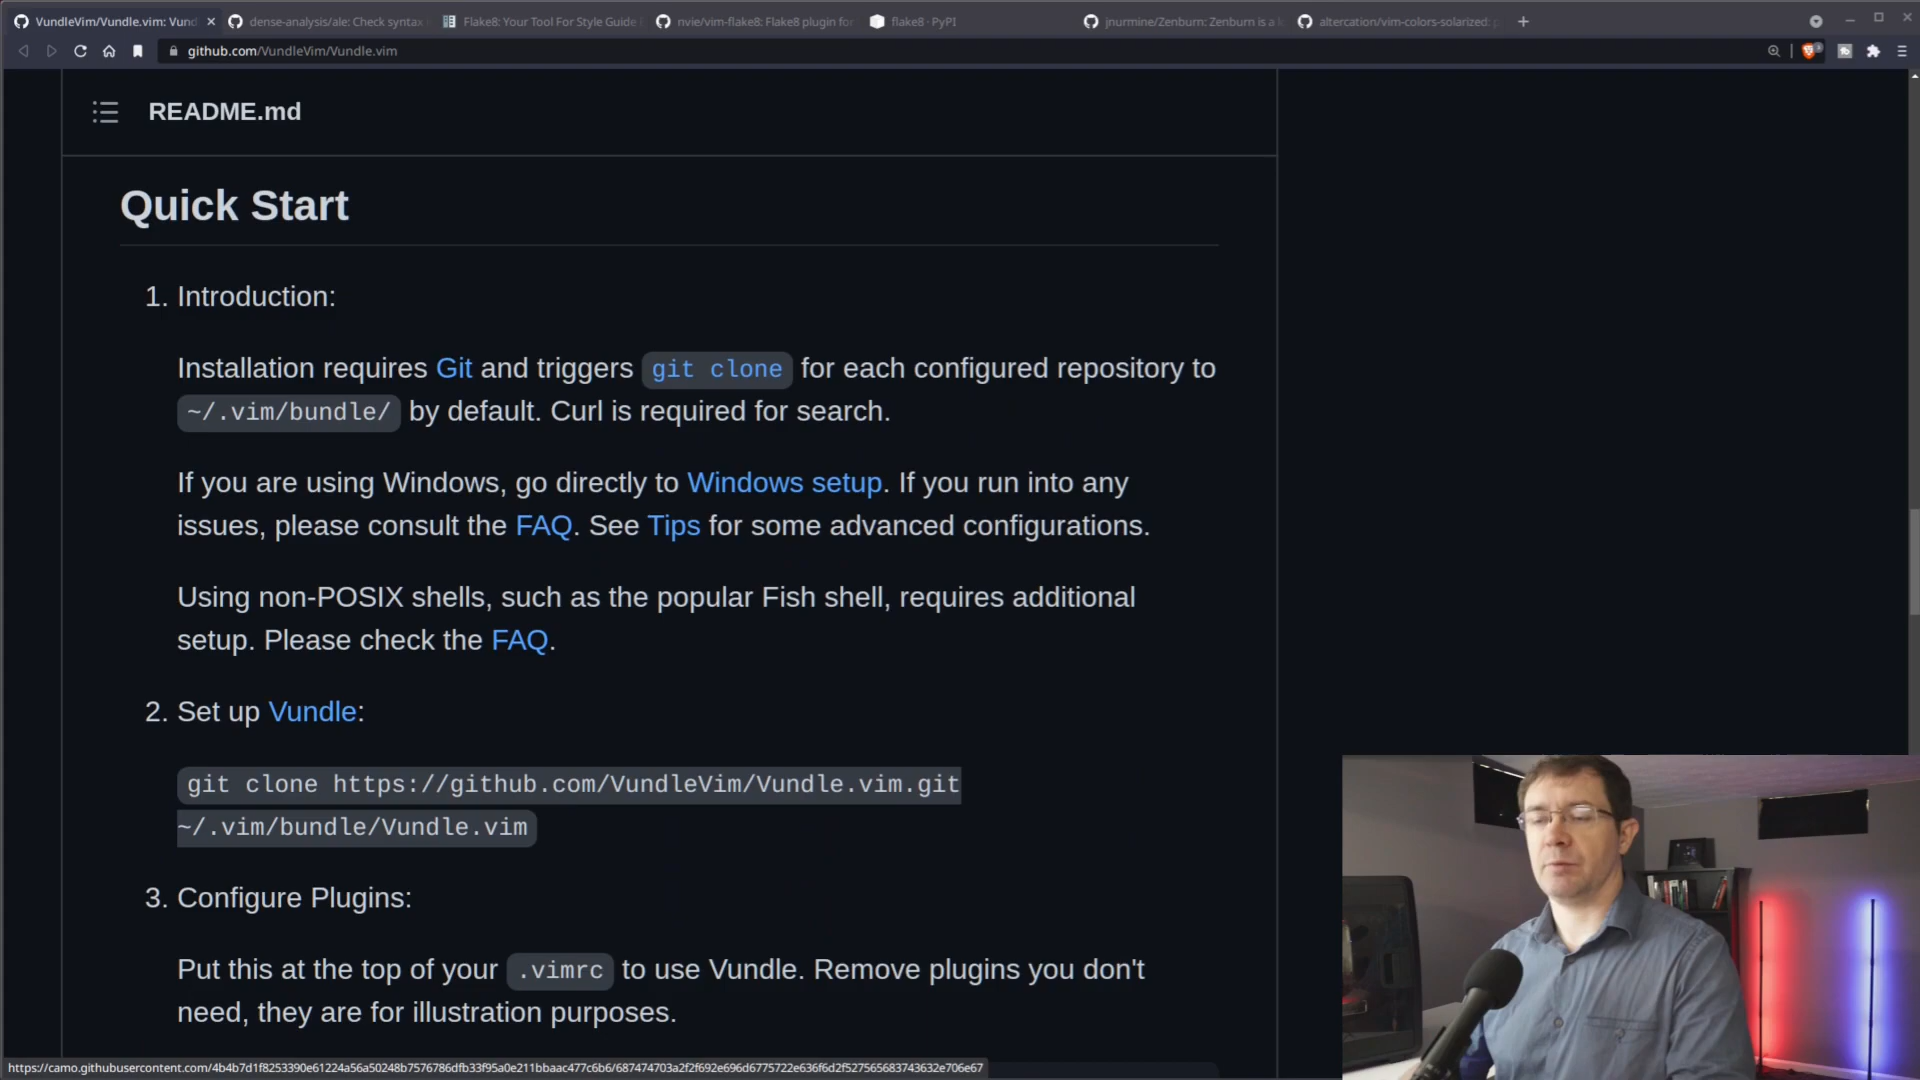 VundleVim/Vundle.vim: Vund
dense-analysis/ale: Check syntax
Flake8: Your Tool For Style Guide
nvie/vim-flake8: Flake8 plugin for
flake8 · PyPI
jnurmine/Zenburn: Zenburn is a
altercation/vim-colors-solarized:
github.com/VundleVim/Vundle.vim
README.md
Quick Start
1. Introduction:
Installation requires Git and triggers git clone for each configured repository to
~/.vim/bundle/ by default. Curl is required for search.
If you are using Windows, go directly to Windows setup. If you run into any
issues, please consult the FAQ. See Tips for some advanced configurations.
Using non-POSIX shells, such as the popular Fish shell, requires additional
setup. Please check the FAQ.
2. Set up Vundle:
git clone https://github.com/VundleVim/Vundle.vim.git
~/.vim/bundle/Vundle.vim
3. Configure Plugins:
Put this at the top of your .vimrc to use Vundle. Remove plugins you don't
need, they are for illustration purposes.
https://camo.githubusercontent.com/4b4b7d1f8253390e61224a56a50248b7576786dfb33f95a0e211bbaac477c6b6/687474703a2f2f692e696d6775722e636f6d2f527565683743632e706e67